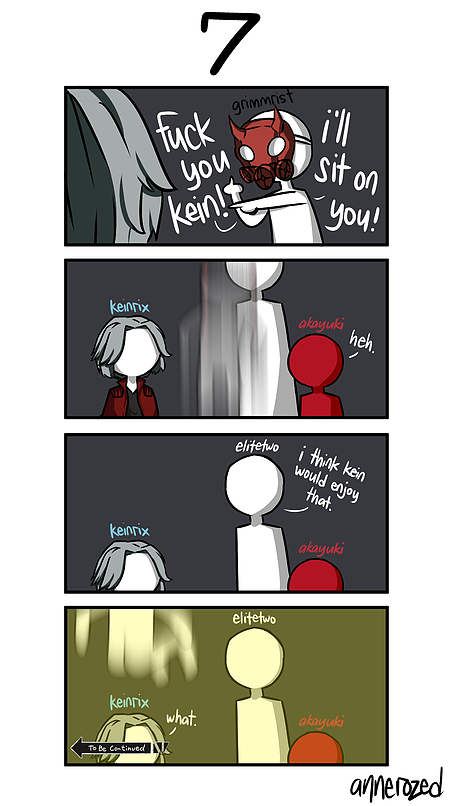 7
grimmrist
fuck
you
kein!
i'll
sit on
you!
keinrix
akayuki
heh.
elitetwo
i think kein
would enjoy
that.
keinrix
akayuki
elitetwo
keinrix
what.
akayuki
To Be Continued
annerozed